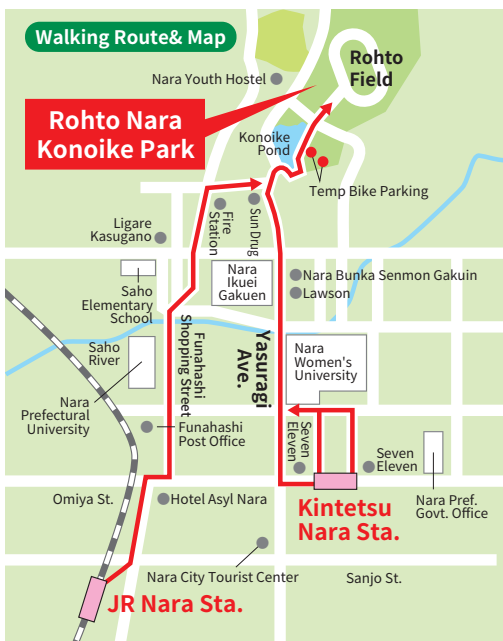 Walking Route& Map
Rohto
Field
Nara Youth Hostel
Rohto Nara
Konoike Park
Konoike
Pond
Temp Bike Parking
Ligare
Kasugano
Fire
Station
Sun Drug
Nara
Ikuei
Gakuen
Nara Bunka Senmon Gakuin
Lawson
Saho
Elementary
School
Funahashi
Shopping Street
Yasuragi
Ave.
Saho
River
Nara
Women's
University
Nara
Prefectural
University
Funahashi
Post Office
Seven
Eleven
Seven
Eleven
Omiya St.
Hotel Asyl Nara
Kintetsu
Nara Sta.
Nara Pref.
Govt. Office
Nara City Tourist Center
Sanjo St.
JR Nara Sta.